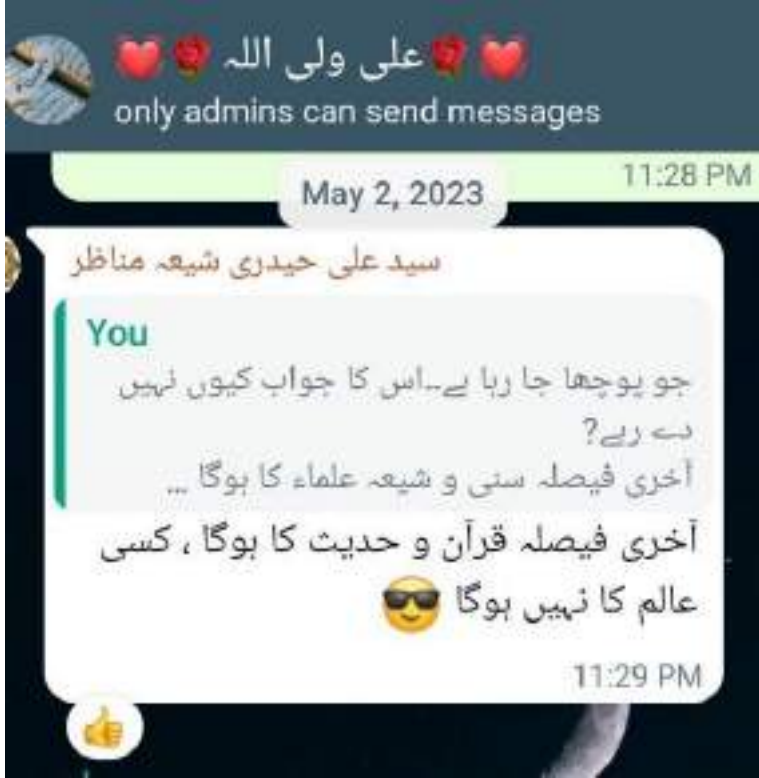 ❤️🌹علی ولی اللہ🌹❤️
only admins can send messages
11:28 PM
May 2, 2023
سید علی حیدری شیعہ مناظر
You
جو پوچھا جا رہا ہے۔۔اس کا جواب کیوں نہیں
دے رہے?
آخری فیصلہ سنی و شیعہ علماء کا ہوگا ...
آخری فیصلہ قرآن و حدیث کا ہوگا ، کسی
عالم کا نہیں ہوگا 😎
11:29 PM